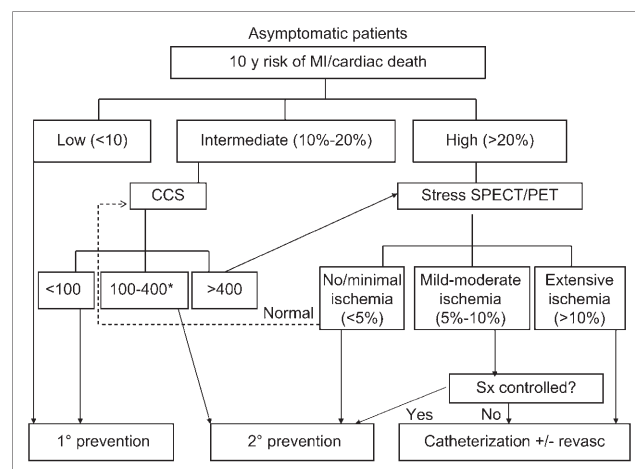 Asymptomatic patients
10 y risk of MI/cardiac death
Low (<10)
Intermediate (10%-20%)
High (>20%)
CCS
Stress SPECT/PET
<100
100-400*
>400
No/minimal
ischemia
(<5%)
Mild-moderate
ischemia
(5%-10%)
Extensive
ischemia
(>10%)
Normal
Sx controlled?
Yes
No
1° prevention
2° prevention
Catheterization +/- revasc